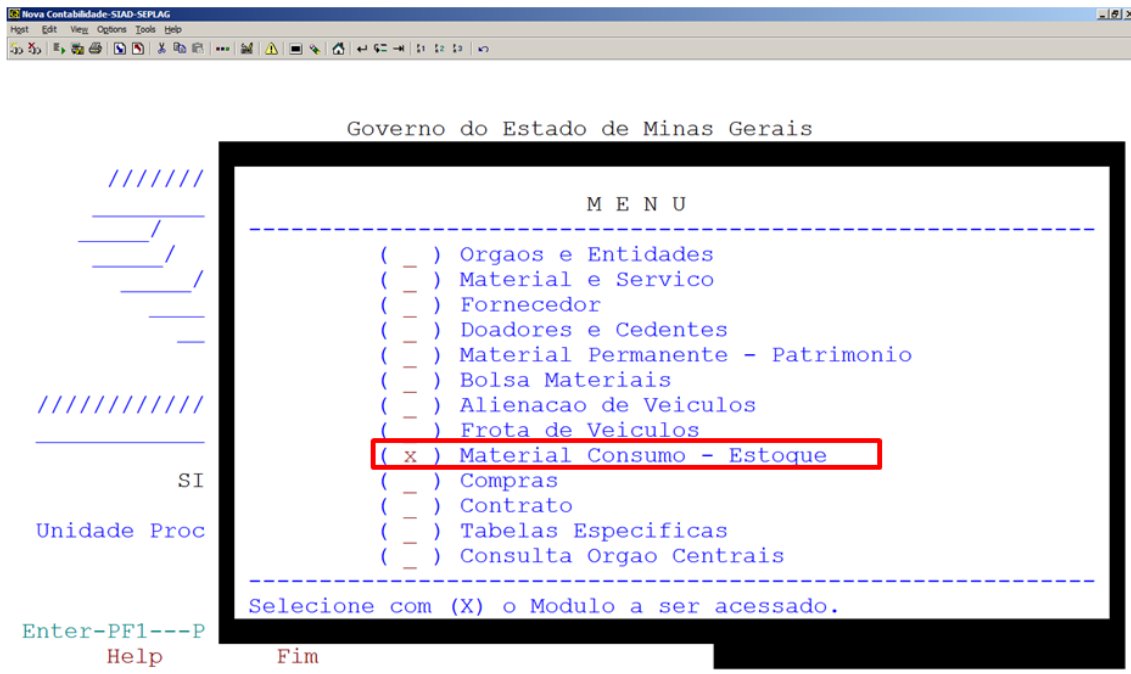 Nova Contabilidade-SIAD-SEPLAG
Host Edit View Options Tools Help
Governo do Estado de Minas Gerais
///////
M E N U
/
( _ ) Orgaos e Entidades
/
( _ ) Material e Servico
/
( _ ) Fornecedor
( _ ) Doadores e Cedentes
( _ ) Material Permanente - Patrimonio
( _ ) Bolsa Materiais
//////////// ( _ ) Alienacao de Veiculos
( _ ) Frota de Veiculos
( x ) Material Consumo - Estoque
SI ( _ ) Compras
( _ ) Contrato
Unidade Proc ( _ ) Tabelas Especificas
( _ ) Consulta Orgao Centrais
Selecione com (X) o Modulo a ser acessado.
Enter-PF1---P
Help Fim